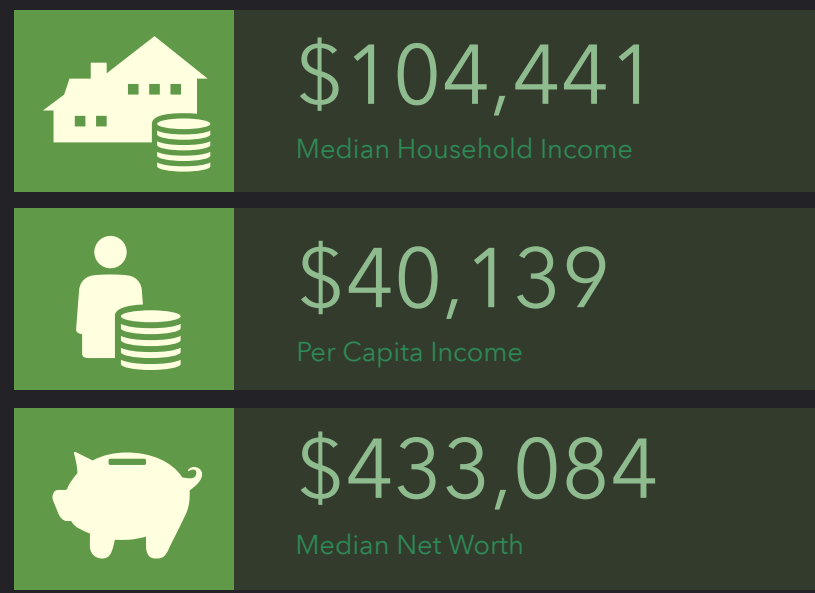 $104,441
Median Household Income
$40,139
Per Capita Income
$433,084
Median Net Worth